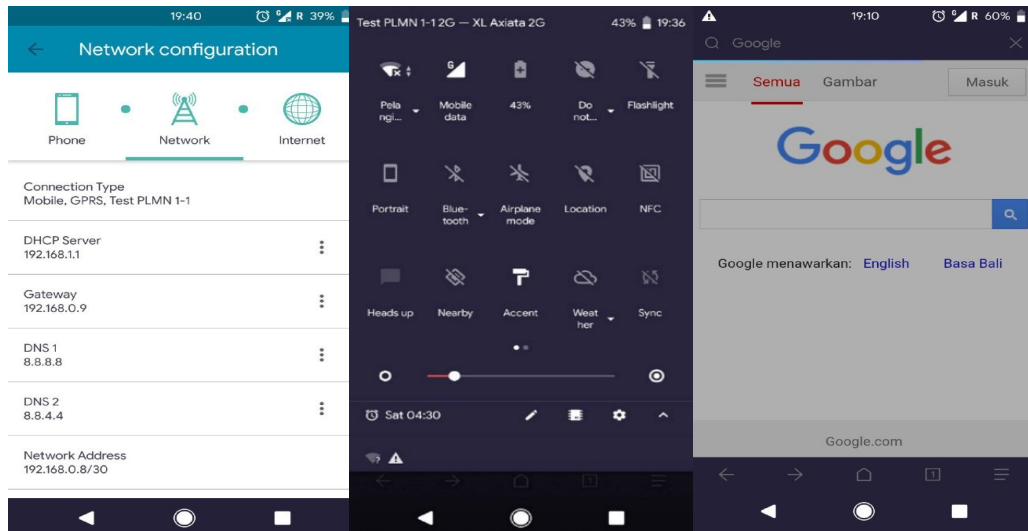 19:40
G R 39%
Network configuration
Phone
Network
Internet
Connection Type
Mobile, GPRS, Test PLMN 1-1
DHCP Server
192.168.1.1
Gateway
192.168.0.9
DNS 1
8.8.8.8
DNS 2
8.8.4.4
Network Address
192.168.0.8/30
Test PLMN 1-1 2G — XL Axiata 2G
43% 19:36
G
Pela
ngi...
Mobile
data
43%
Do
not...
Flashlight
Portrait
Blue-
tooth
Airplane
mode
Location
NFC
Heads up
Nearby
Accent
Weat
her
Sync
Sat 04:30
19:10
G R 60%
Google
Semua
Gambar
Masuk
Google
Google menawarkan: English Basa Bali
Google.com
1